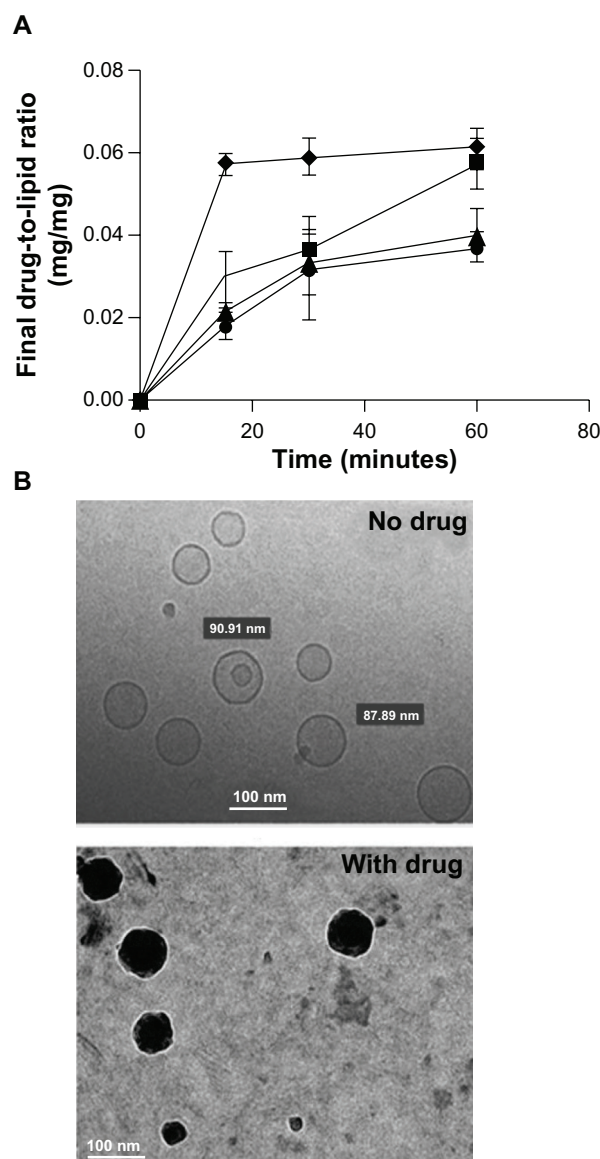 A
Final drug-to-lipid ratio
(mg/mg)
0.08
0.06
0.04
0.02
0.00
0
20
40
60
80
Time (minutes)
B
No drug
90.91 nm
87.89 nm
100 nm
With drug
100 nm